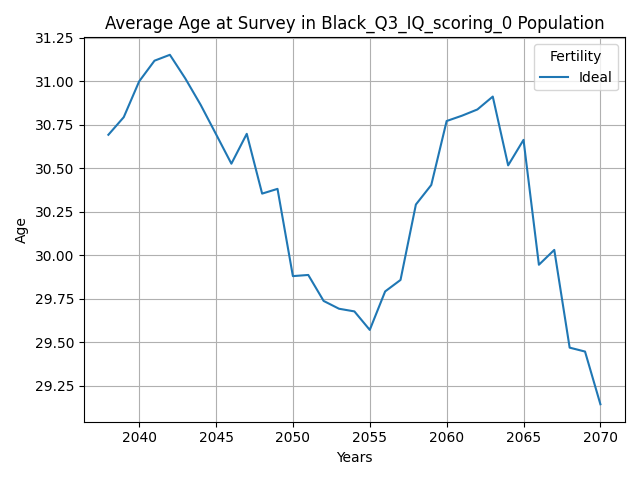 Average Age at Survey in Black_Q3_IQ_scoring_0 Population
31.25
31.00
30.75
30.50
30.25
30.00
29.75
29.50
29.25
Age
Fertility
Ideal
2040 2045 2050 2055 2060 2065 2070
Years